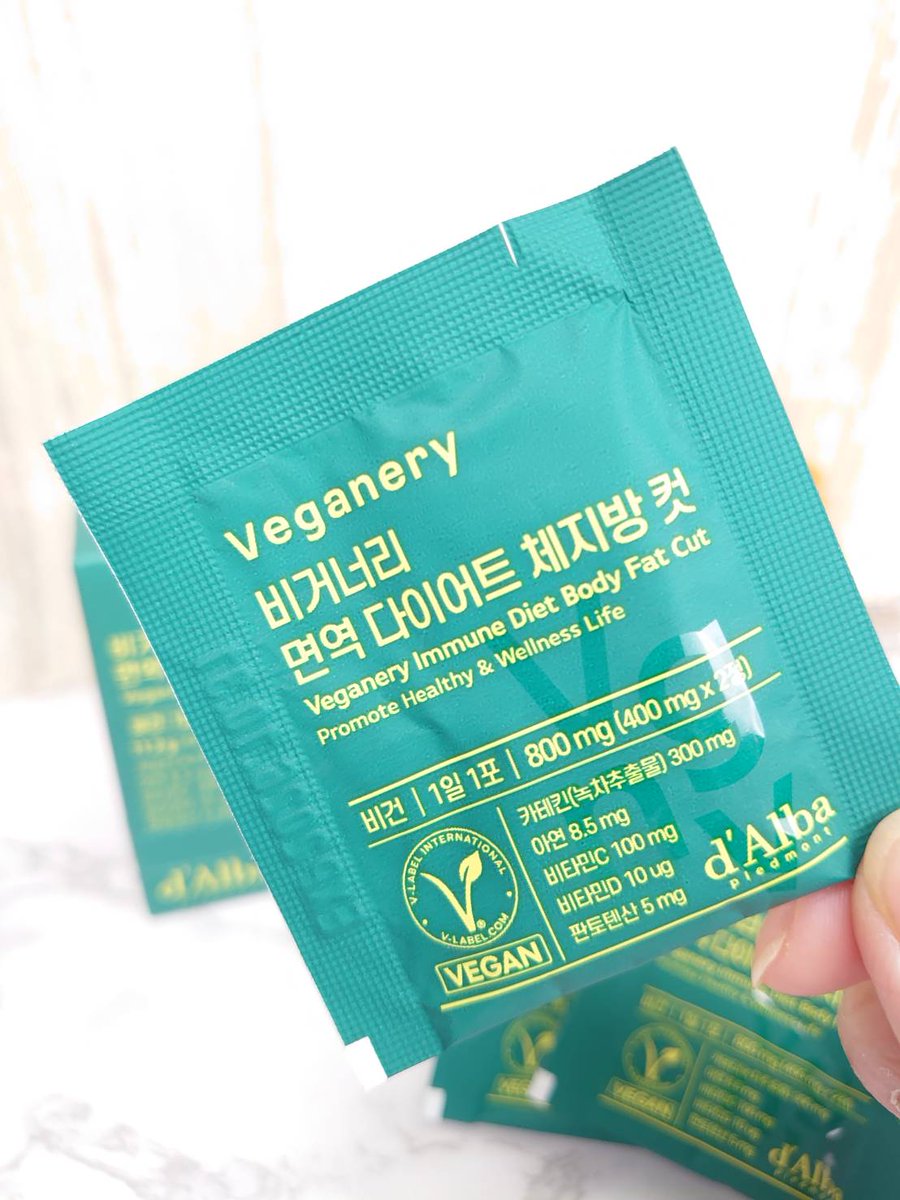 Veganery
비거너리
면역 다이어트 체지방 컷
Veganery Immune Diet Body Fat Cut
Promote Healthy & Wellness Life
비건 | 1일 1포 | 800 mg (400 mg x 2정)
카테킨(녹차추출물) 300 mg
아연 8.5 mg
비타민C 100 mg
비타민D 10 ug
판토텐산 5 mg
V-LABEL INTERNATIONAL
V-LABEL.COM
VEGAN
d'Alba
Piedmont
d'Alba
VEGAN
VEGAN
d'Alba